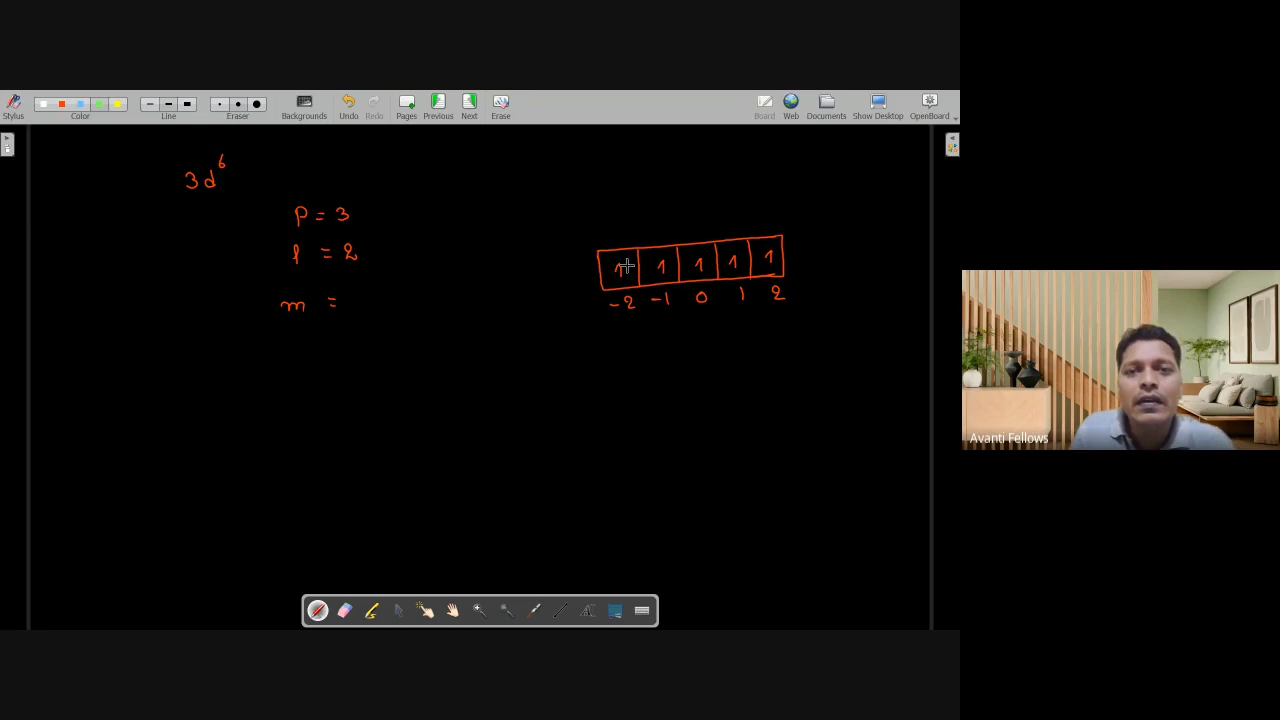 Stylus Color Line Eraser Backgrounds Undo Redo Pages Previous Next Erase Board Web Documents Show Desktop OpenBoard
3d⁶
P = 3
l = 2
m =
1 1 1 1 1
-2 -1 0 1 2
Avanti Fellows